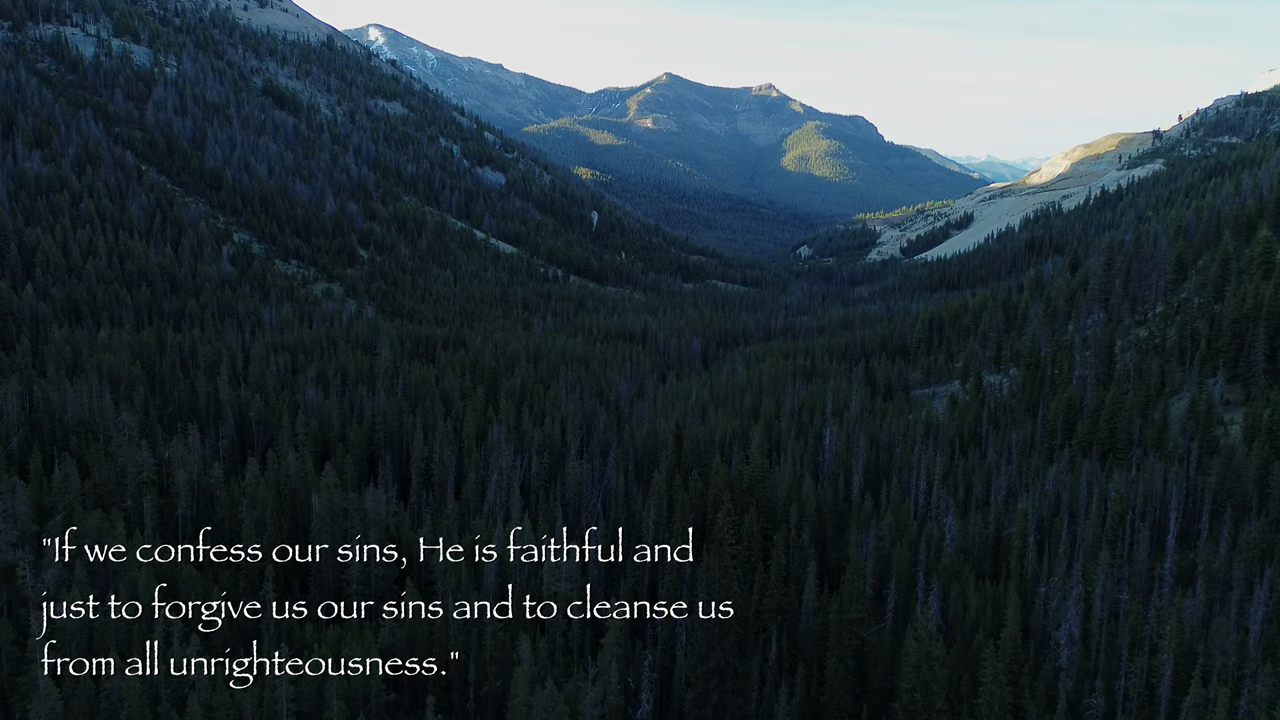 "If we confess our sins, He is faithful and
just to forgive us our sins and to cleanse us
from all unrighteousness."